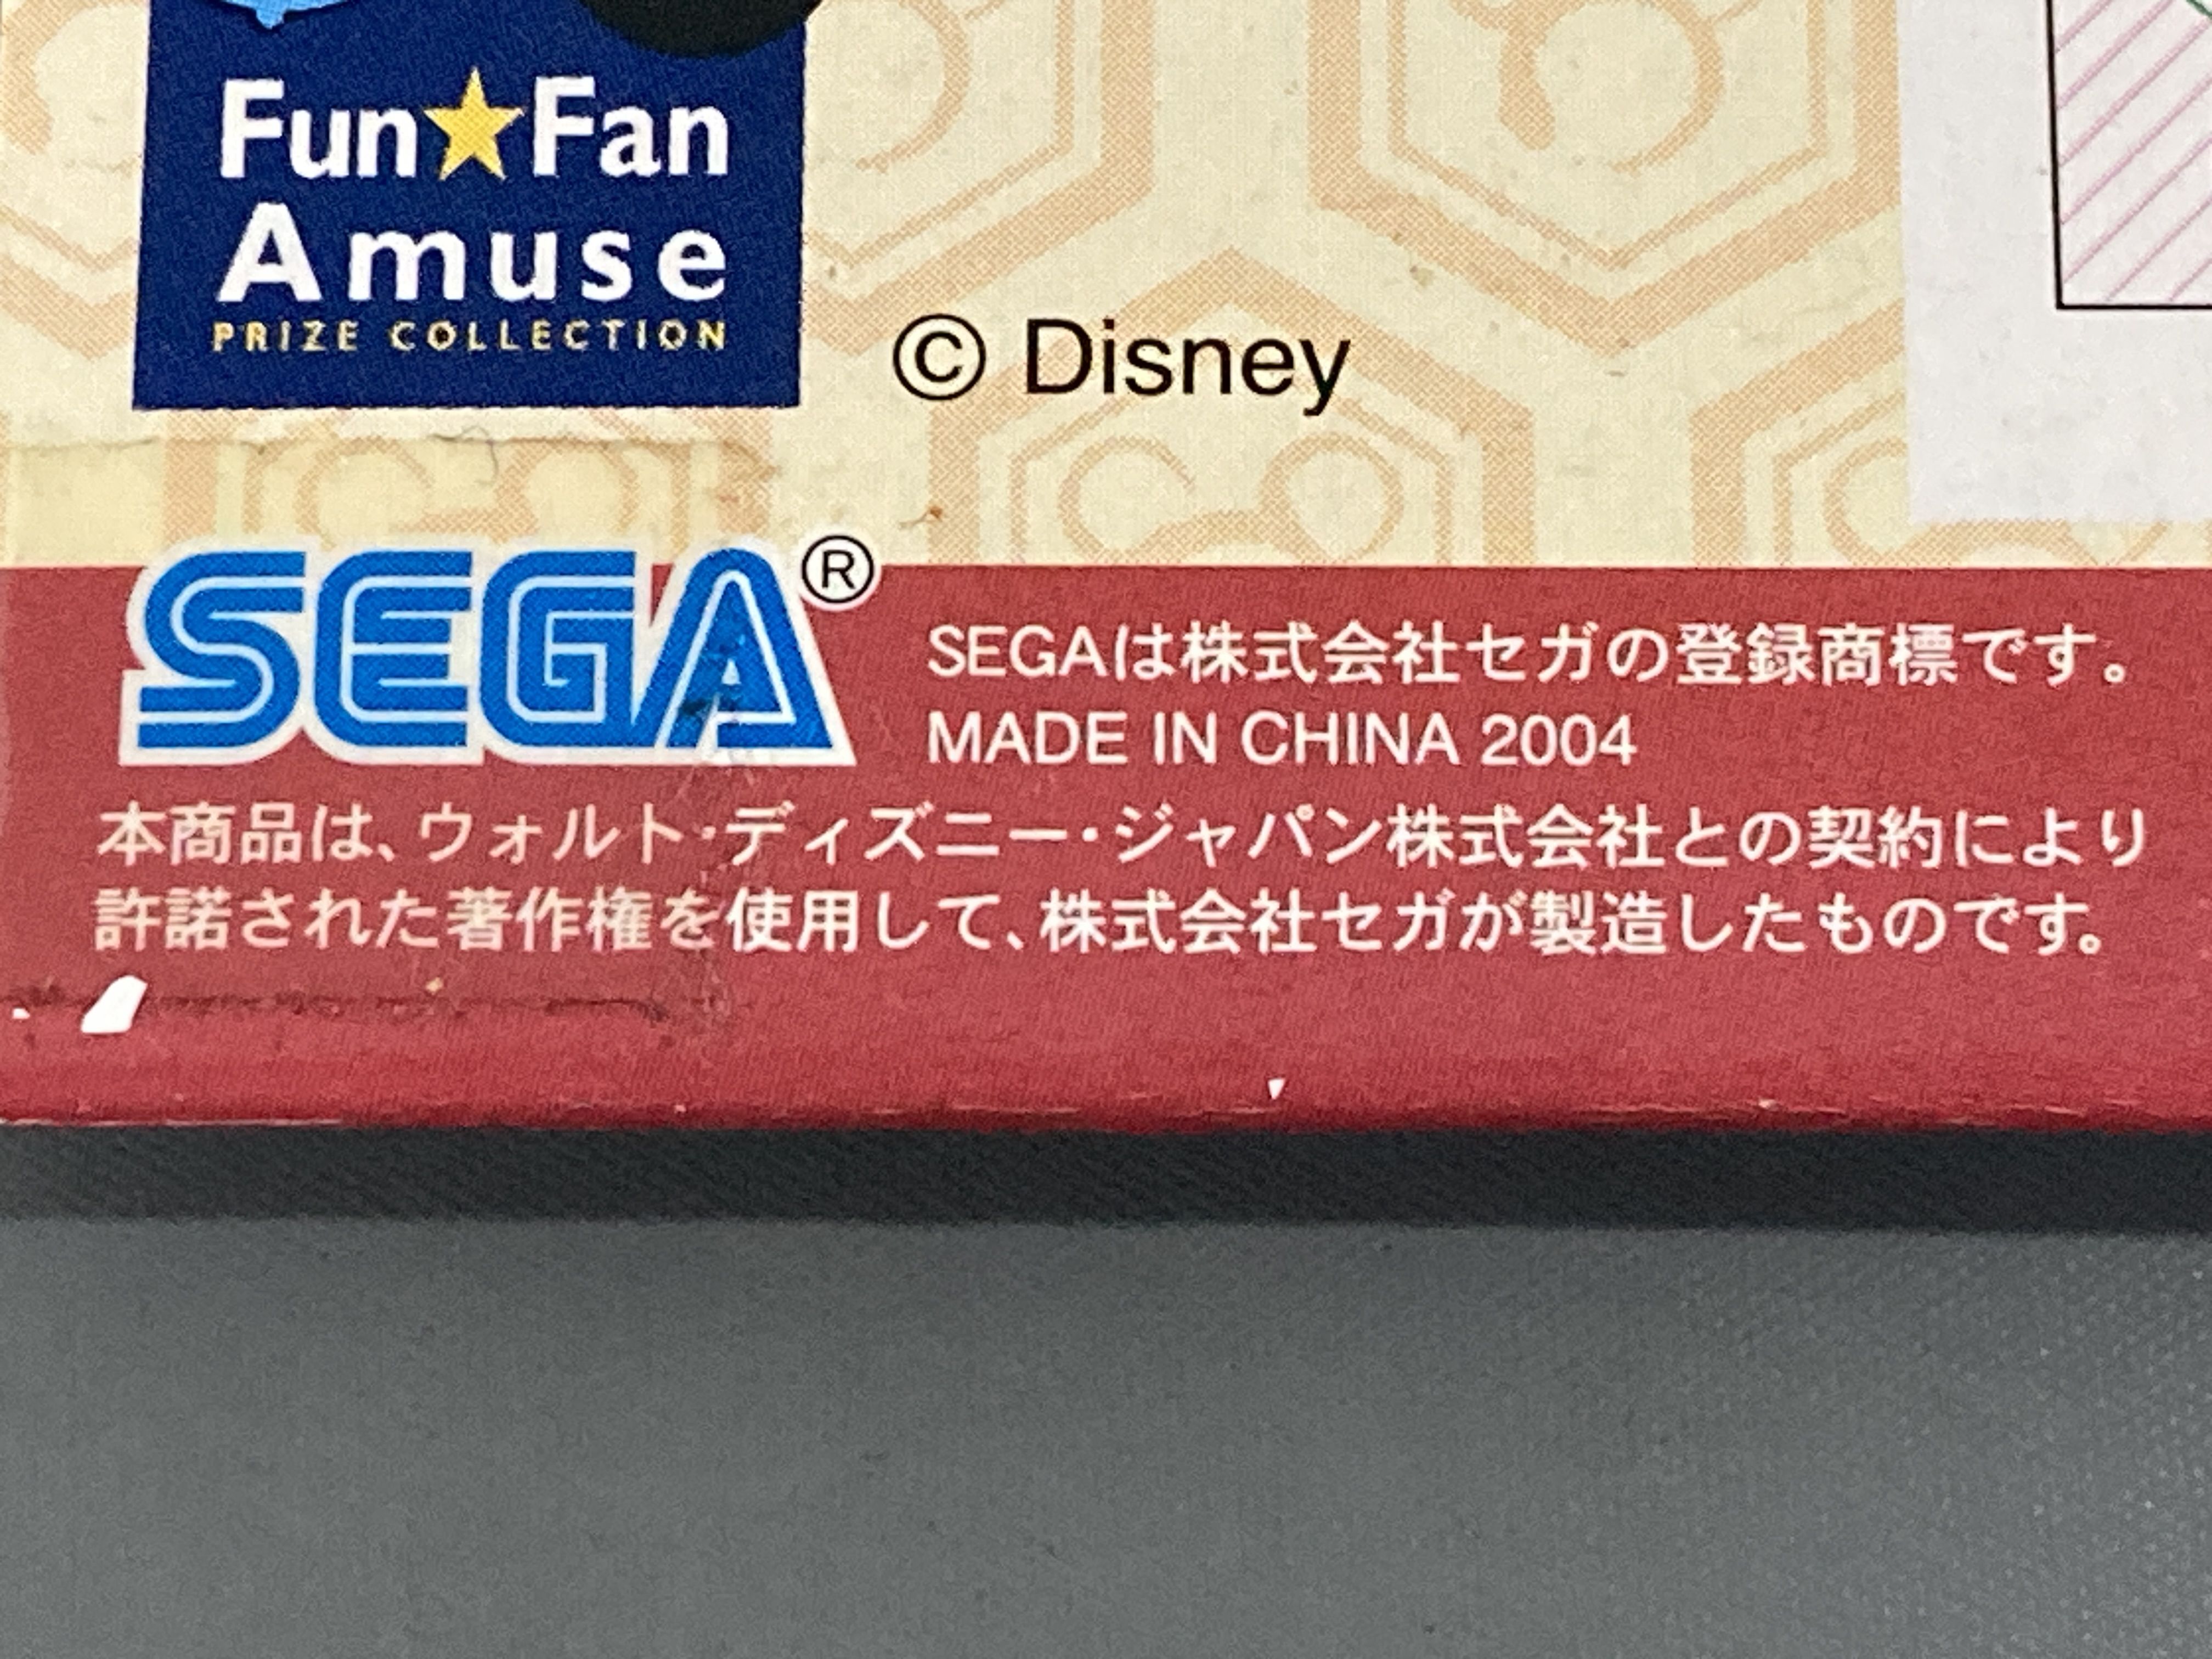 Fun★Fan
Amuse
PRIZE COLLECTION
© Disney
SEGA®
SEGAは株式会社セガの登録商標です。
MADE IN CHINA 2004
本商品は、ウォルト・ディズニー・ジャパン株式会社との契約により
許諾された著作権を使用して、株式会社セガが製造したものです。